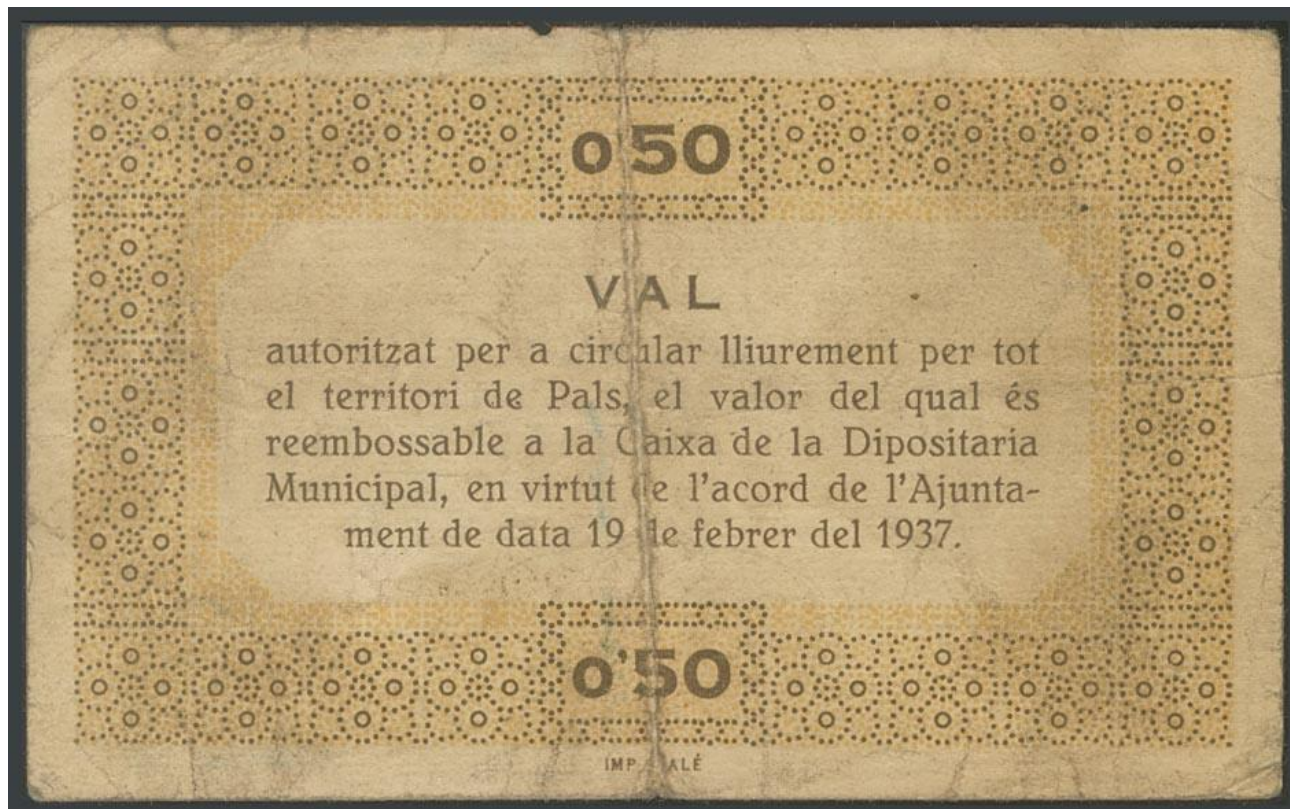 0'50
VAL
autoritzat per a circular lliurement per tot
el territori de Pals, el valor del qual és
reembossable a la Caixa de la Dipositaria
Municipal, en virtut de l'acord de l'Ajunta-
ment de data 19 de febrer del 1937.
0'50
IMP.